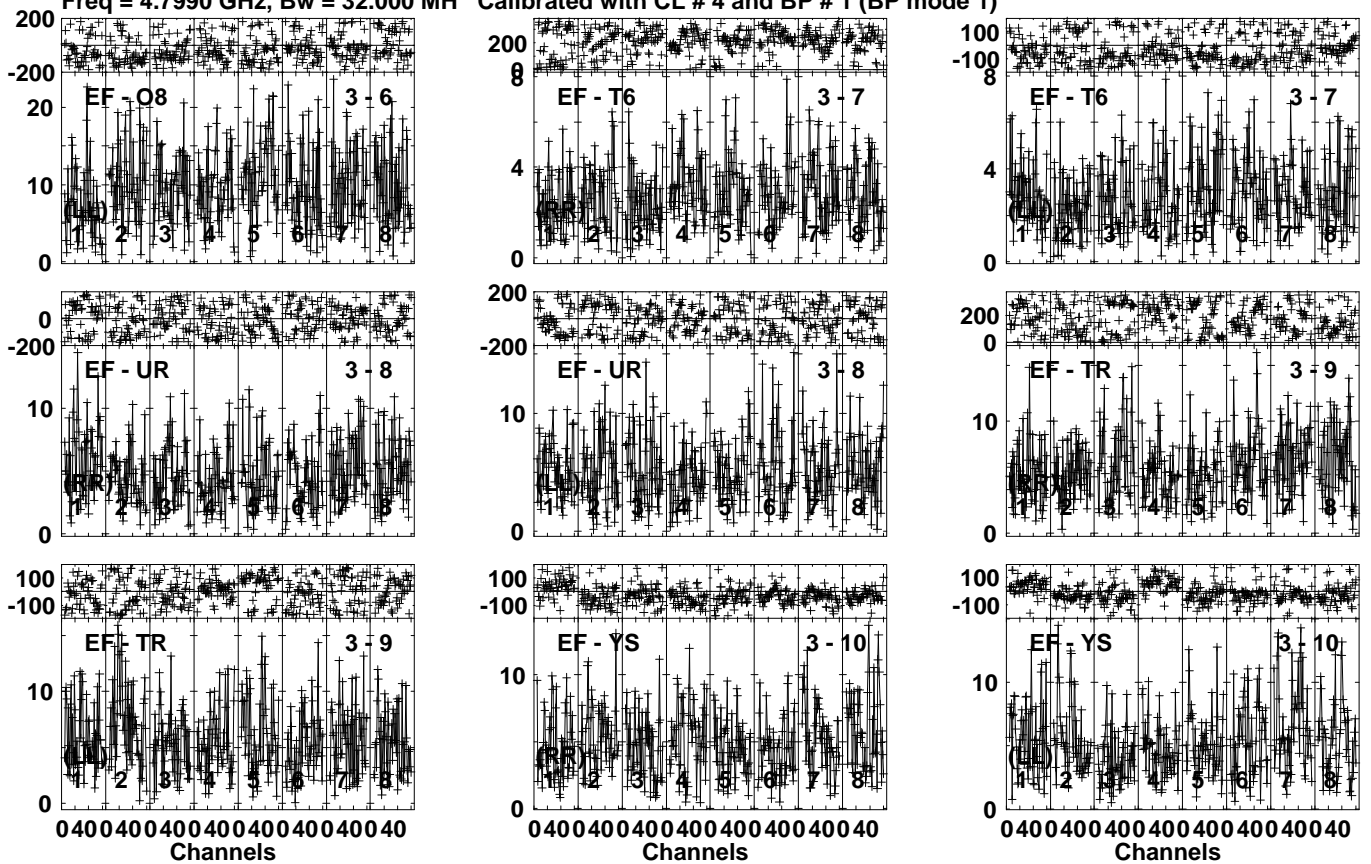 Freq = 4.7990 GHz, Bw = 32.000 MH Calibrated with CL # 4 and BP # 1 (BP mode 1)
200
-200
EF - O8 3 - 6
20
10
0
(LL)
1 2 3 4 5 6 7 8
200
0
8
EF - T6 3 - 7
4
0
(RR)
1 2 3 4 5 6 7 8
100
-100
8
EF - T6 3 - 7
4
0
(LL)
1 2 3 4 5 6 7 8
0
-200
EF - UR 3 - 8
10
0
(RR)
1 2 3 4 5 6 7 8
200
0
-200
EF - UR 3 - 8
10
0
(LL)
1 2 3 4 5 6 7 8
200
0
EF - TR 3 - 9
10
0
(RR)
1 2 3 4 5 6 7 8
100
-100
EF - TR 3 - 9
10
0
(LL)
1 2 3 4 5 6 7 8
0 40 0 40 0 40 0 40 0 40 0 40 0 40 0 40
Channels
100
-100
EF - YS 3 - 10
10
0
(RR)
1 2 3 4 5 6 7 8
0 40 0 40 0 40 0 40 0 40 0 40 0 40 0 40
Channels
100
-100
EF - YS 3 - 10
10
0
(LL)
1 2 3 4 5 6 7 8
0 40 0 40 0 40 0 40 0 40 0 40 0 40 0 40
Channels